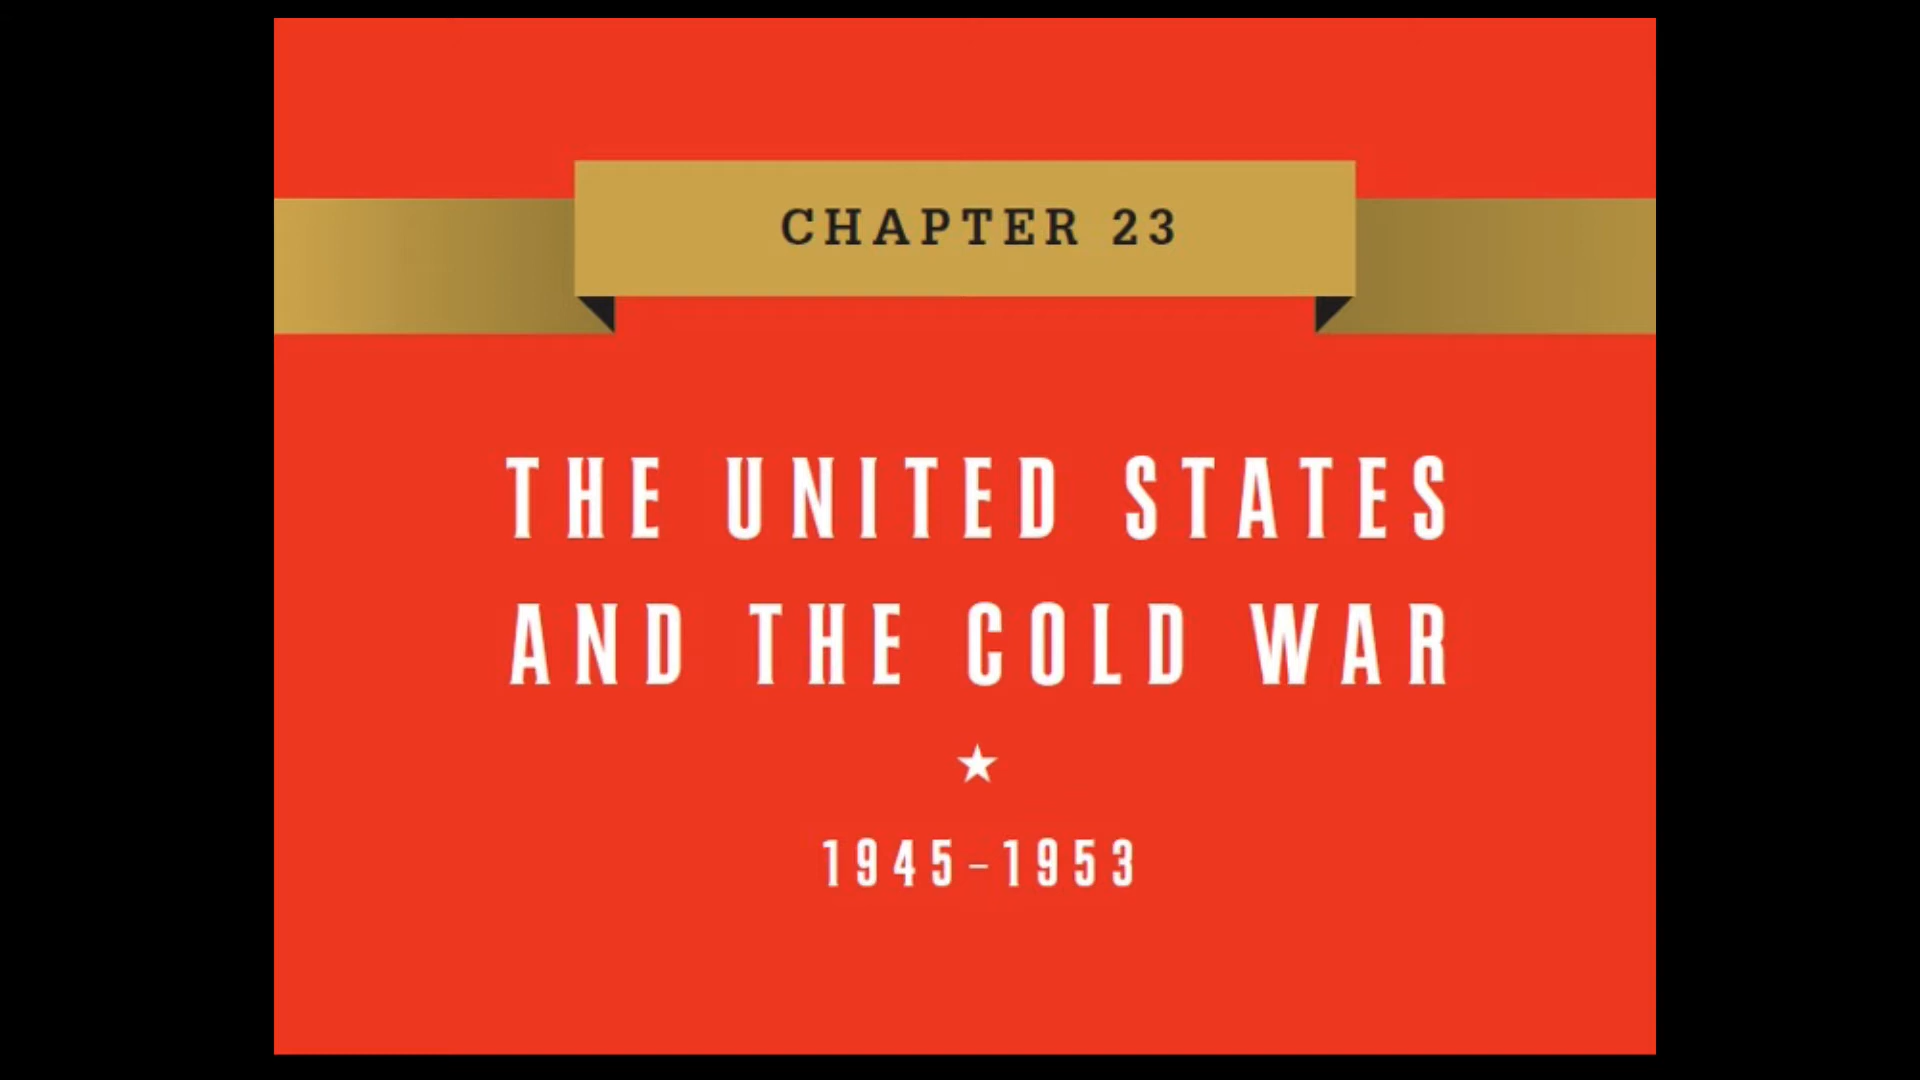 CHAPTER 23
THE UNITED STATES
AND THE COLD WAR
1945–1953